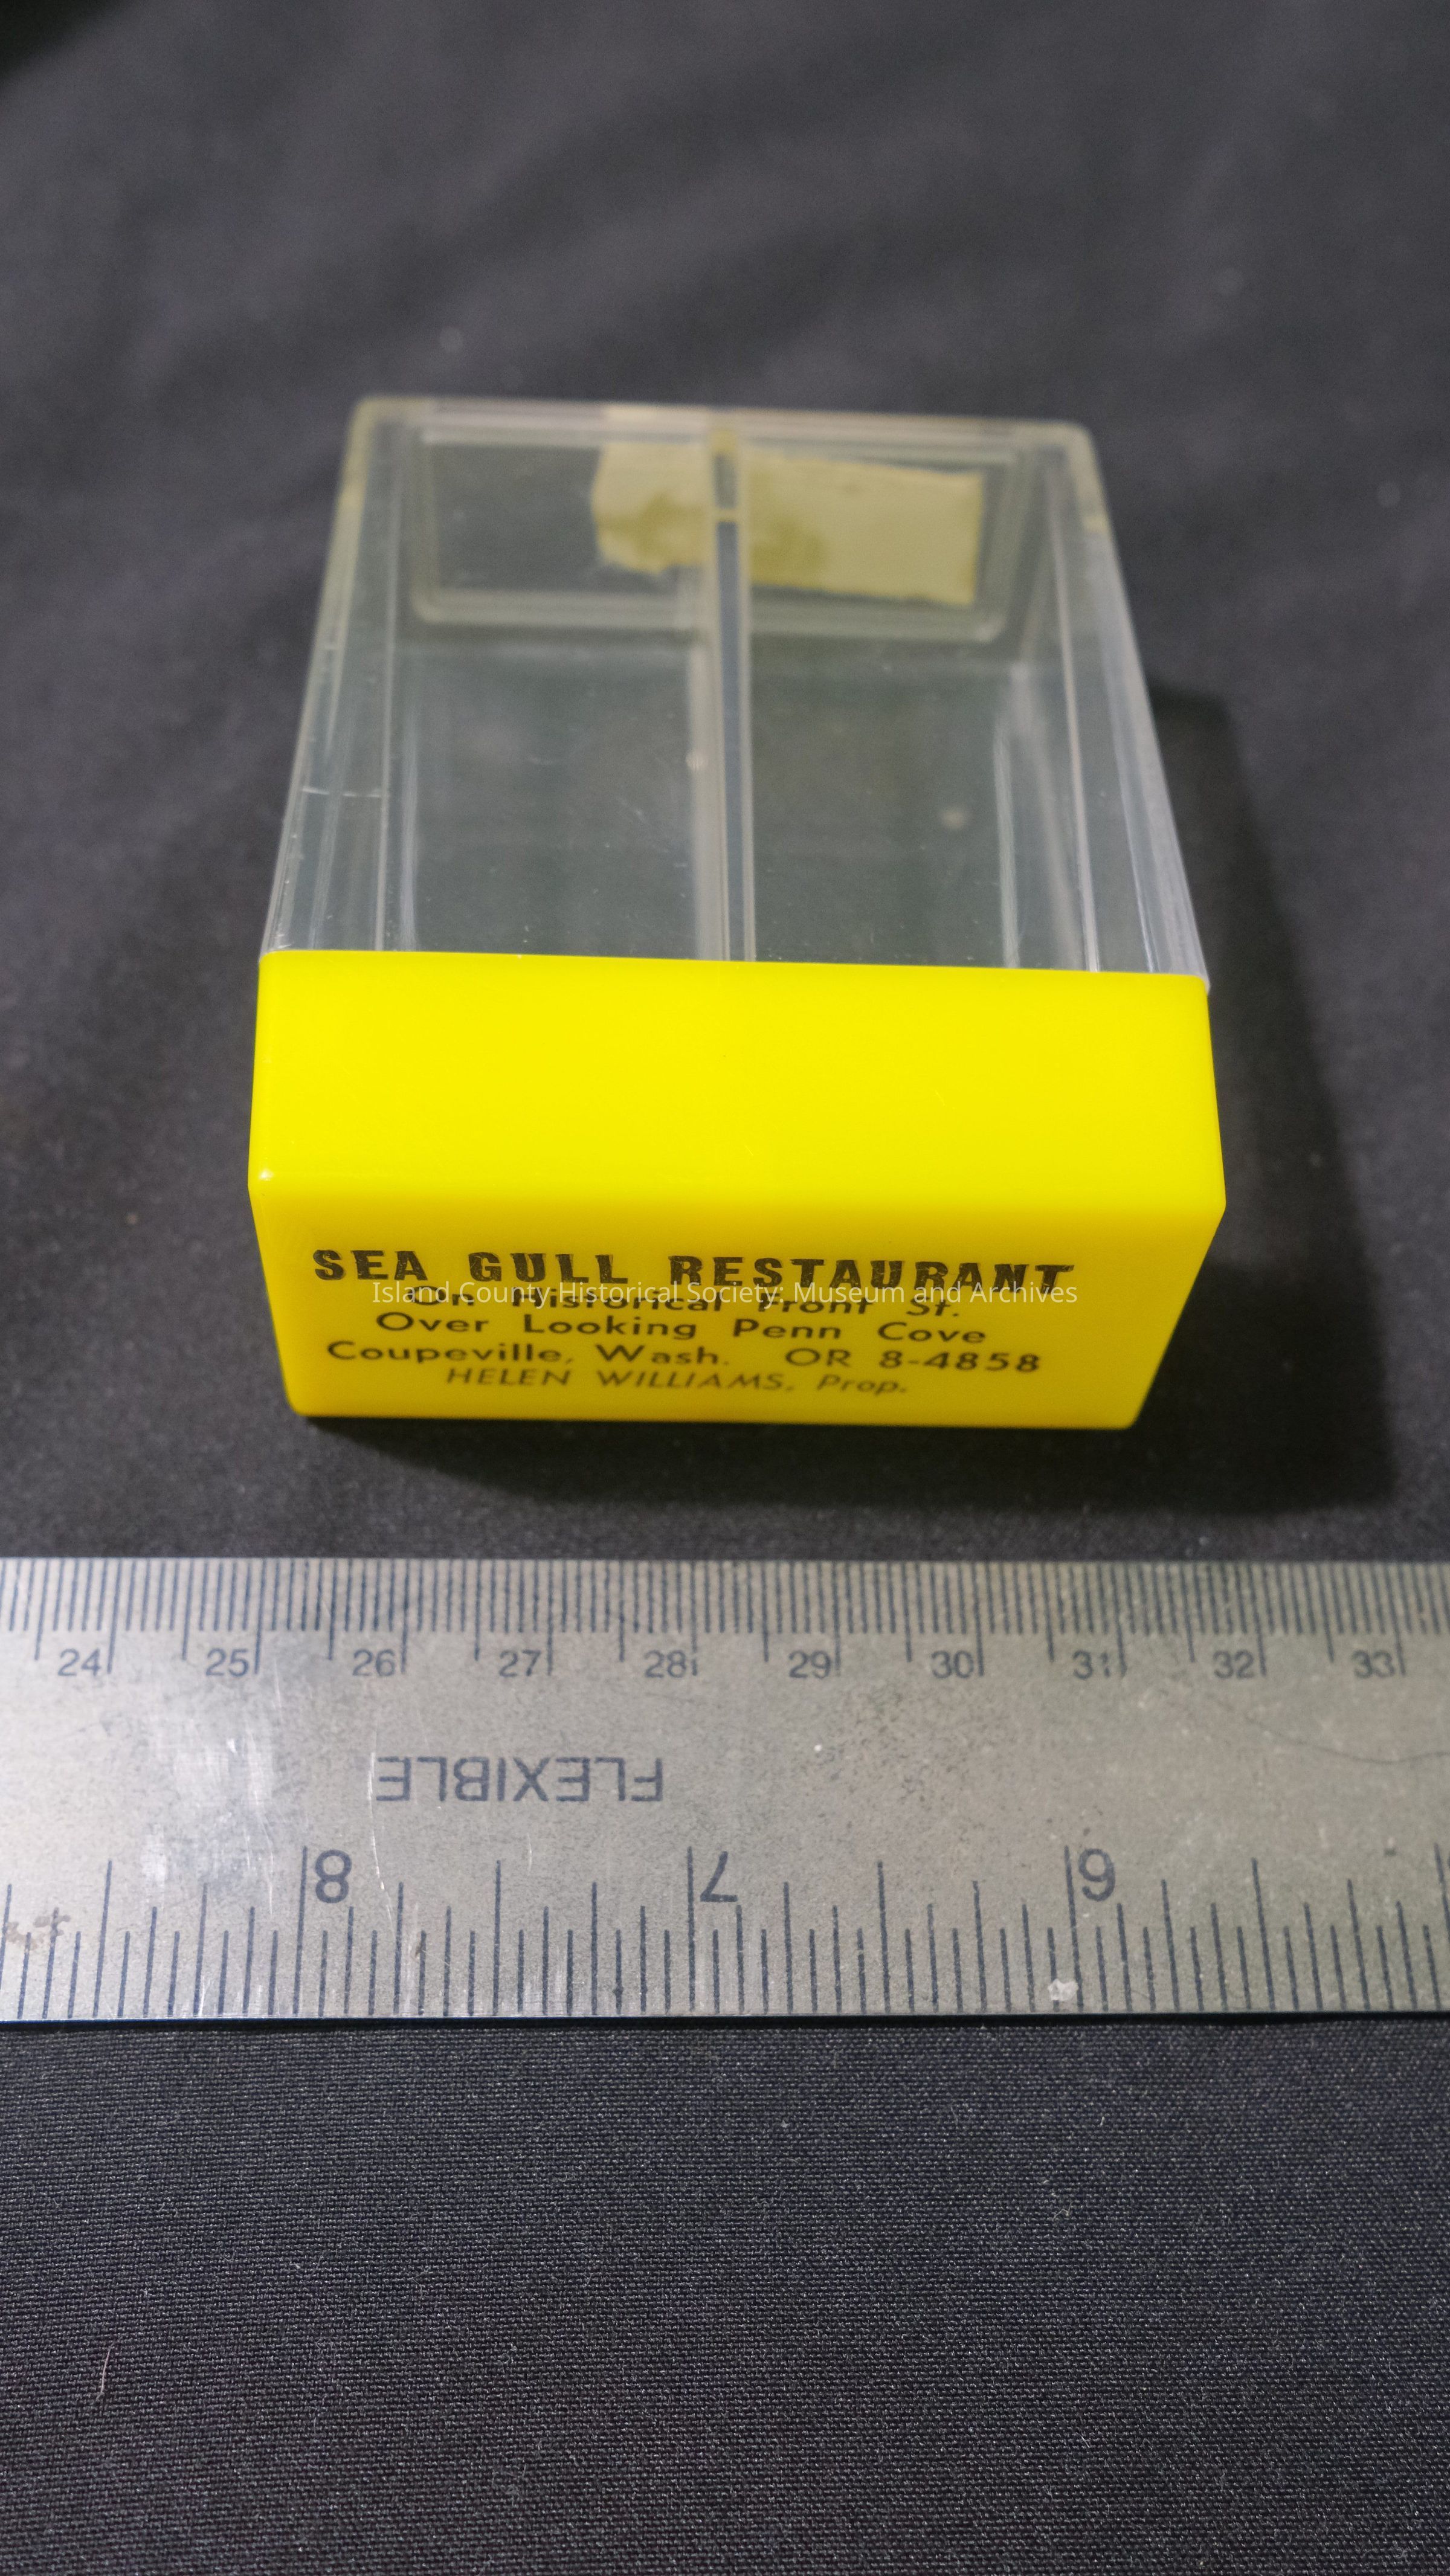 SEA GULL RESTAURANT
On Historical Front St.
Island County Historical Society: Museum and Archives
Over Looking Penn Cove
Coupeville, Wash. OR 8-4858
HELEN WILLIAMS, Prop.
24 25 26 27 28 29 30 31 32 33
FLEXIBLE
8 7 6